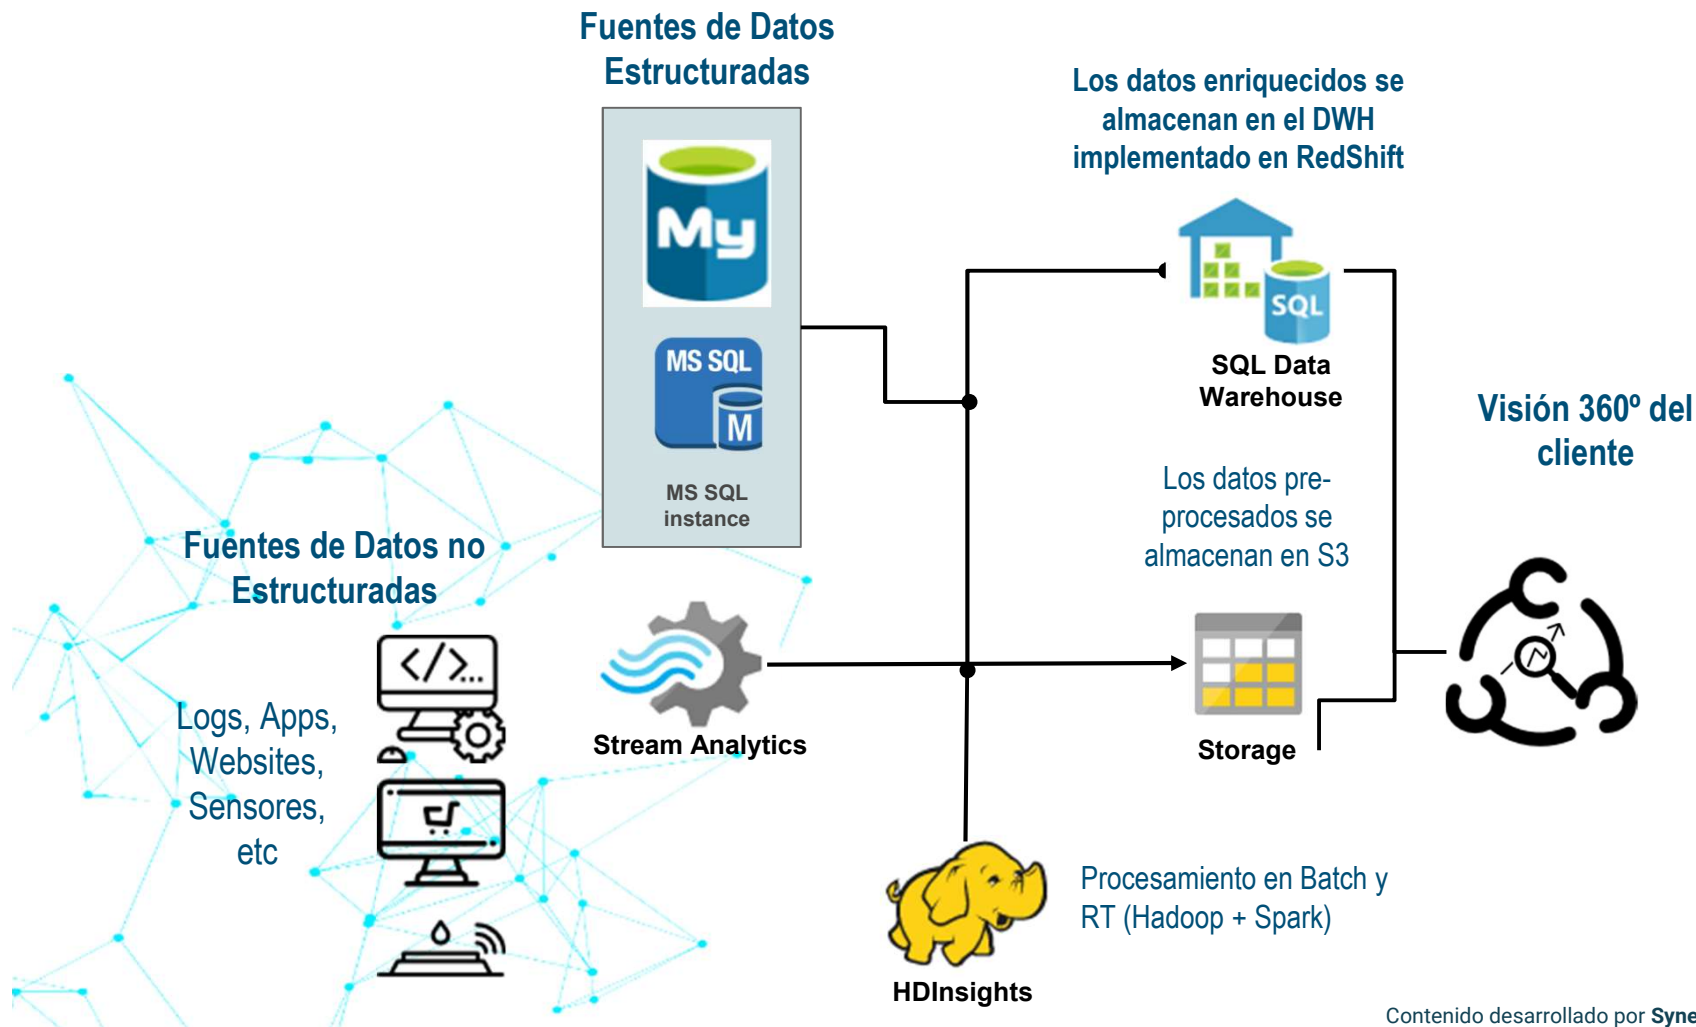 Fuentes de Datos
Estructuradas
My
MS SQL
M
MS SQL
instance
Los datos enriquecidos se
almacenan en el DWH
implementado en RedShift
SQL
SQL Data
Warehouse
Visión 360º del
cliente
Los datos pre-
procesados se
almacenan en S3
Storage
Fuentes de Datos no
Estructuradas
</>...
Logs, Apps,
Websites,
Sensores,
etc
Stream Analytics
Procesamiento en Batch y
RT (Hadoop + Spark)
HDInsights
Contenido desarrollado por Syne